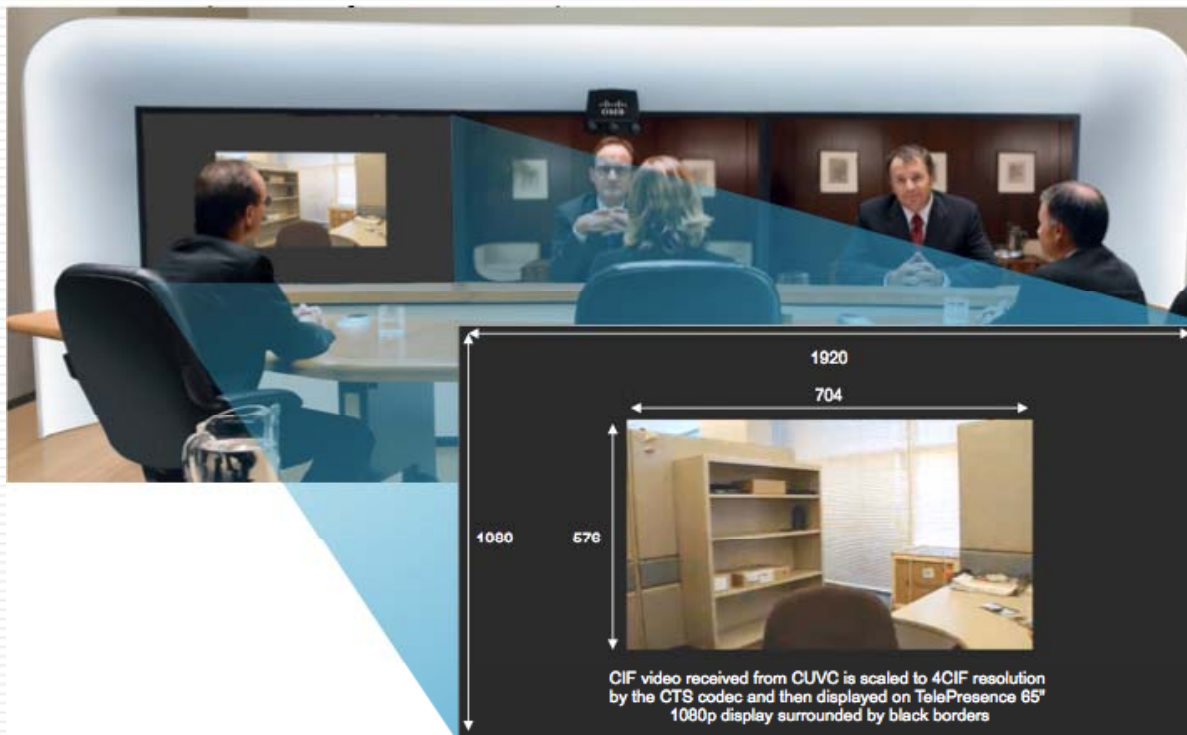 CISCO
1920
704
1080
576
CIF video received from CUVC is scaled to 4CIF resolution
by the CTS codec and then displayed on TelePresence 65"
1080p display surrounded by black borders